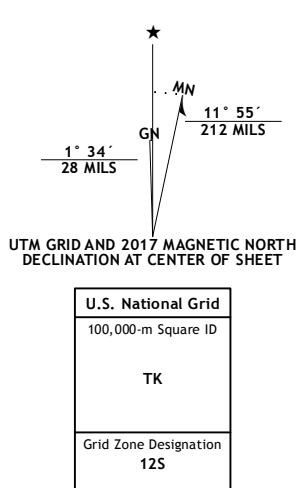 ★
MN
GN
11° 55´
212 MILS
1° 34´
28 MILS
UTM GRID AND 2017 MAGNETIC NORTH
DECLINATION AT CENTER OF SHEET
U.S. National Grid
100,000-m Square ID
TK
Grid Zone Designation
12S